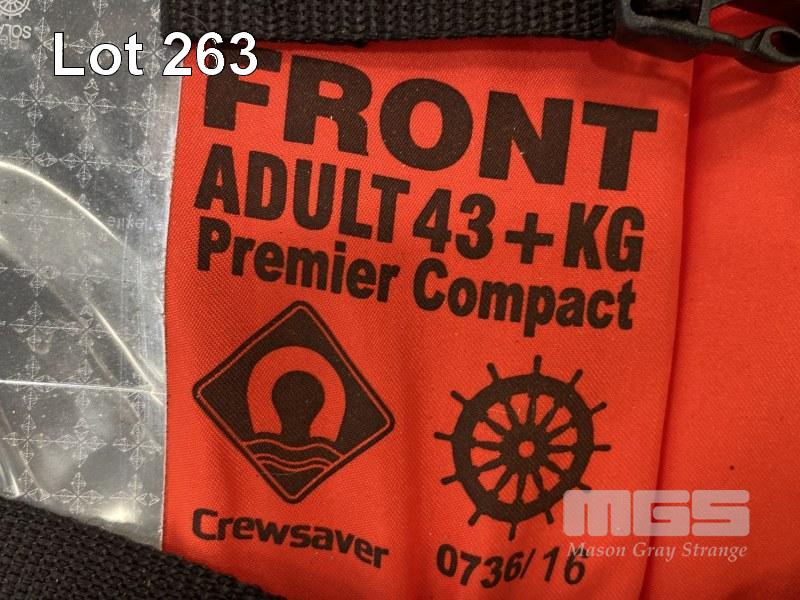 Lot 263
FRONT
ADULT 43+KG
Premier Compact
Crewsaver
0736/16
MGS
Mason Gray Strange